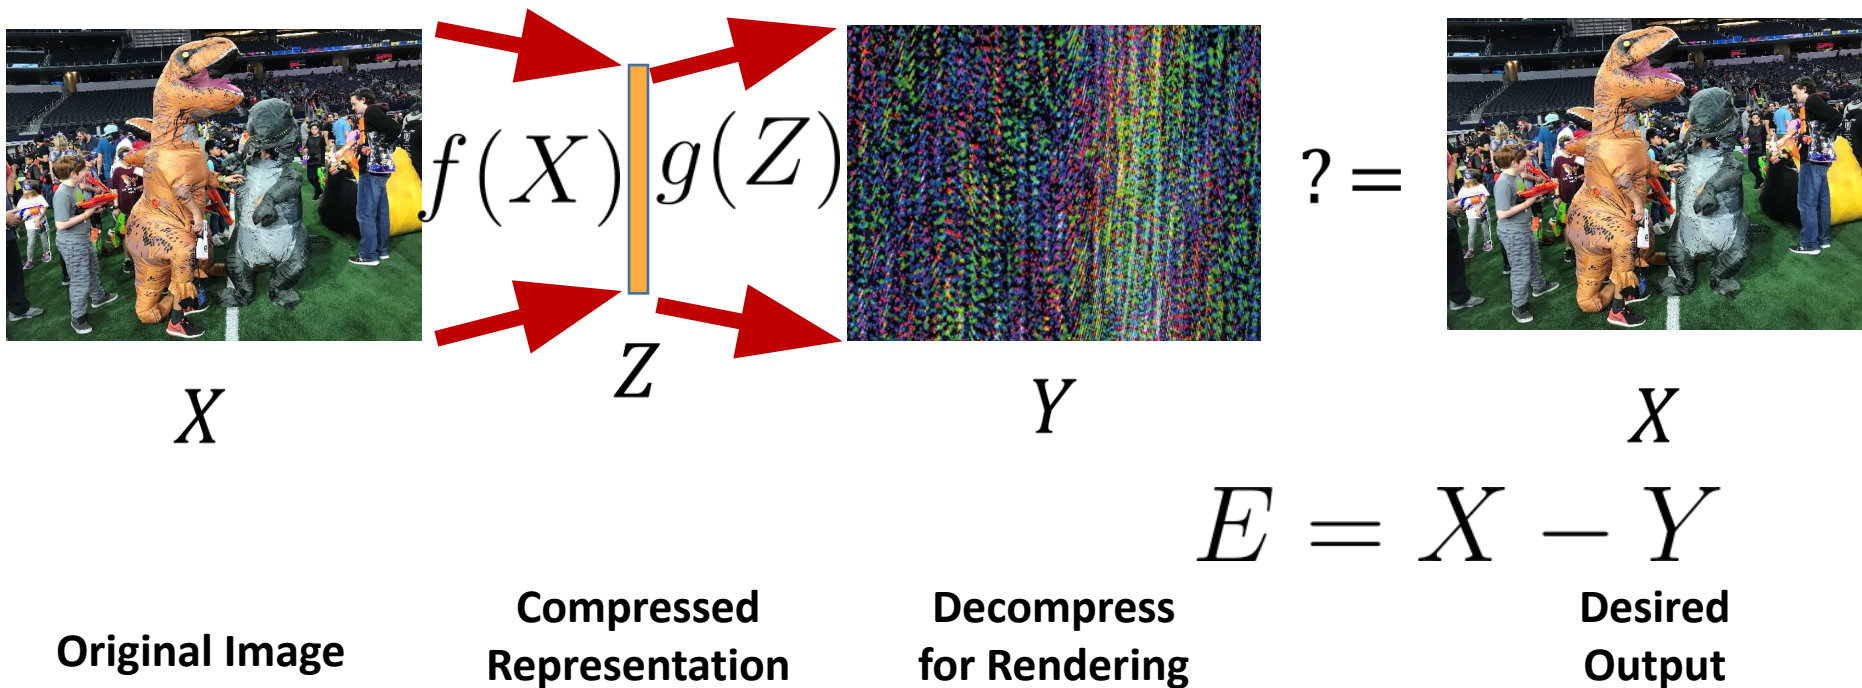 f(X)
g(Z)
? =
X
Z
Y
X
E = X − Y
Original Image
Compressed
Representation
Decompress
for Rendering
Desired
Output